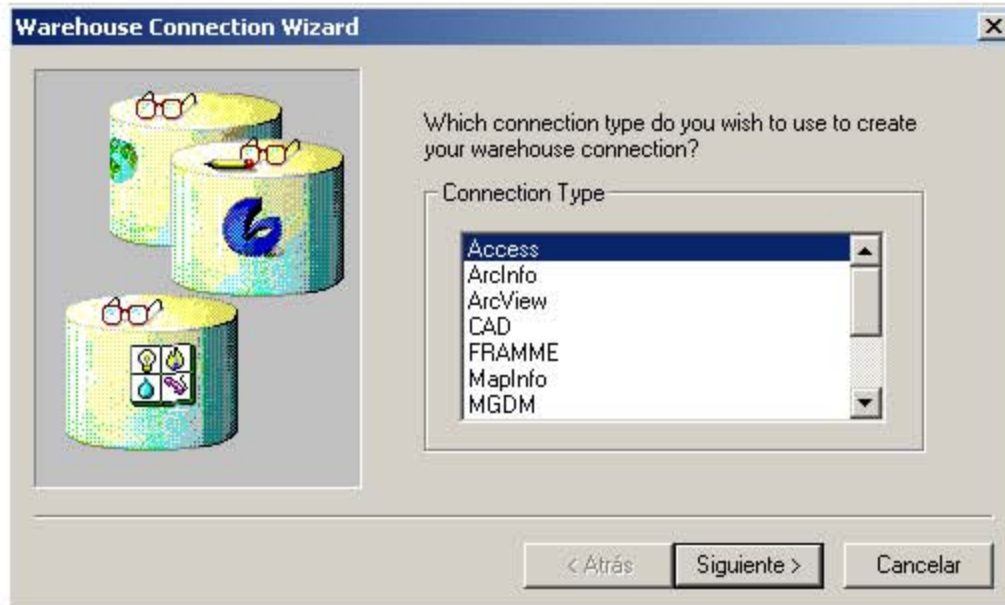 Warehouse Connection Wizard
Which connection type do you wish to use to create
your warehouse connection?
Connection Type
Access
ArcInfo
ArcView
CAD
FRAMME
MapInfo
MGDM
< Atrás
Siguiente >
Cancelar